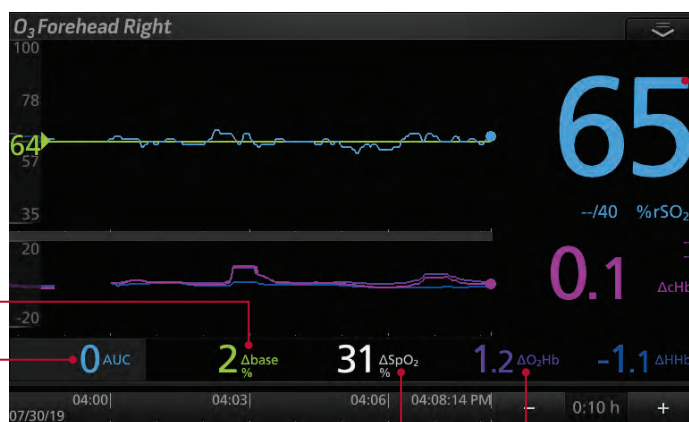 O₃ Forehead Right
100
78
64
57
35
65
--/40 %rSO₂
20
-20
0.1 ΔcHb
0 AUC
2 Δbase %
31 ΔSpO₂ %
1.2 ΔO₂Hb
-1.1 ΔHHb
04:00 04:03 04:06 04:08:14 PM
07/30/19
- 0:10 h +